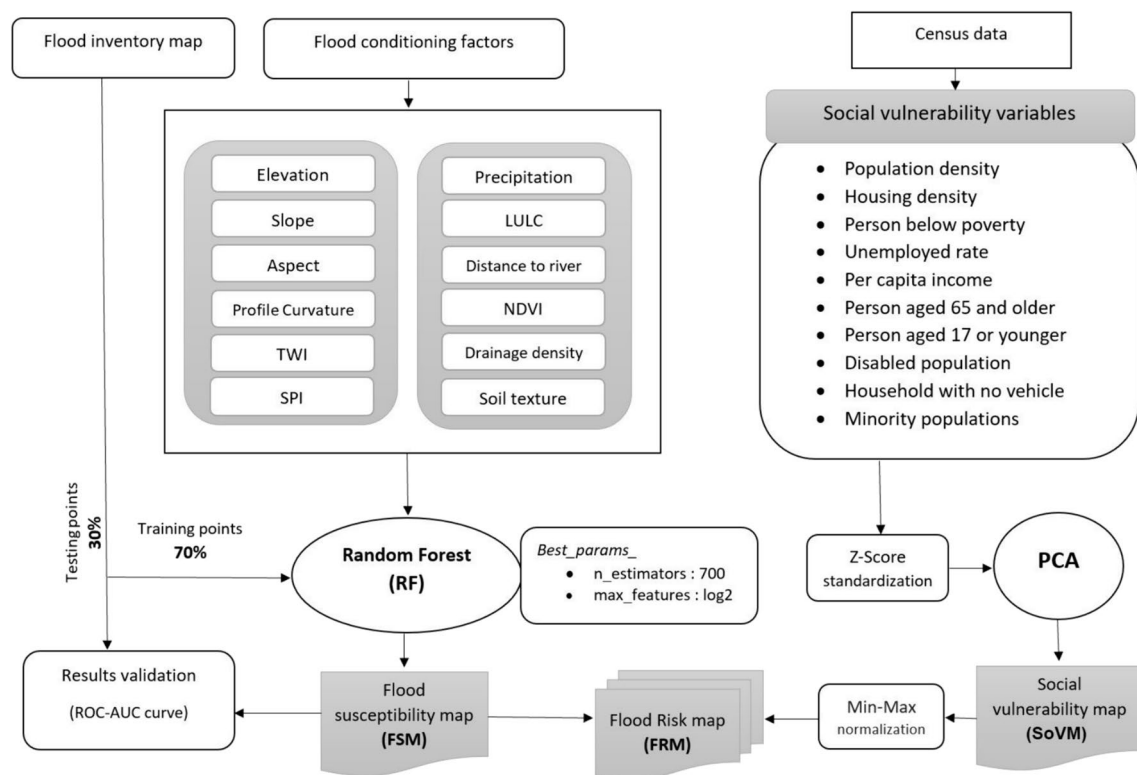 Flood inventory map
Flood conditioning factors
Census data
Elevation
Slope
Aspect
Profile Curvature
TWI
SPI
Precipitation
LULC
Distance to river
NDVI
Drainage density
Soil texture
Social vulnerability variables
• Population density
• Housing density
• Person below poverty
• Unemployed rate
• Per capita income
• Person aged 65 and older
• Person aged 17 or younger
• Disabled population
• Household with no vehicle
• Minority populations
Testing points
30%
Training points
70%
Random Forest
(RF)
Best_params_
• n_estimators : 700
• max_features : log2
Z-Score
standardization
PCA
Results validation
(ROC-AUC curve)
Flood
susceptibility map
(FSM)
Flood Risk map
(FRM)
Min-Max
normalization
Social
vulnerability map
(SoVM)